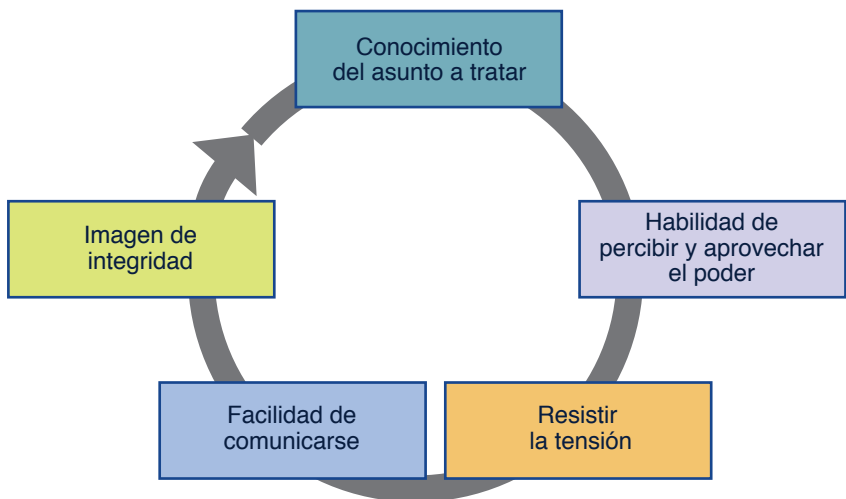 Conocimiento
del asunto a tratar
Habilidad de
percibir y aprovechar
el poder
Resistir
la tensión
Facilidad de
comunicarse
Imagen de
integridad